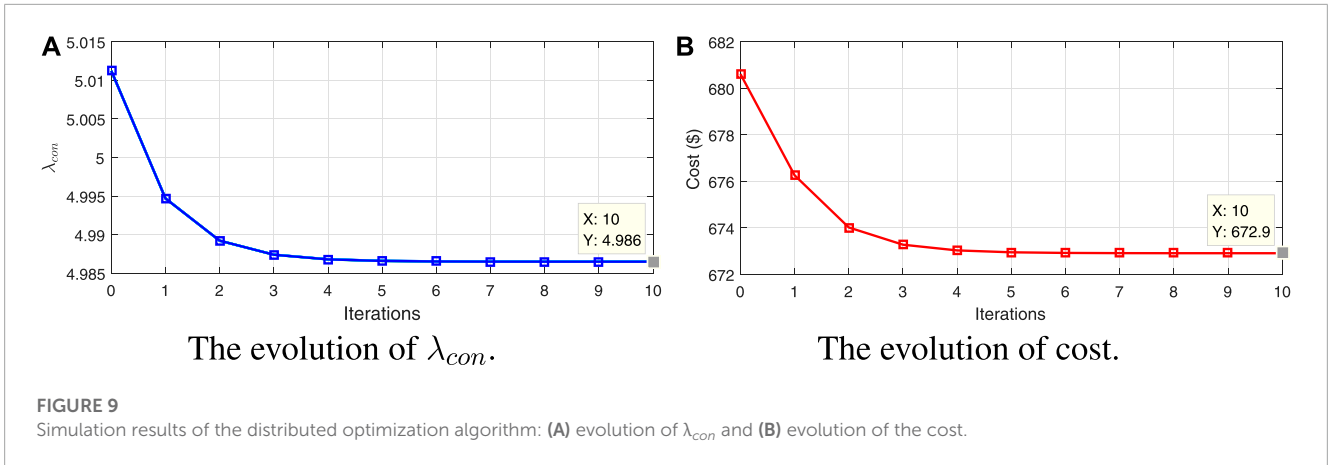 A
5.015
5.01
5.005
5
4.995
4.99
4.985
λcon
X: 10
Y: 4.986
0 1 2 3 4 5 6 7 8 9 10
Iterations
The evolution of λcon.
B
682
680
678
676
674
672
Cost ($)
X: 10
Y: 672.9
0 1 2 3 4 5 6 7 8 9 10
Iterations
The evolution of cost.
FIGURE 9
Simulation results of the distributed optimization algorithm: (A) evolution of λcon and (B) evolution of the cost.